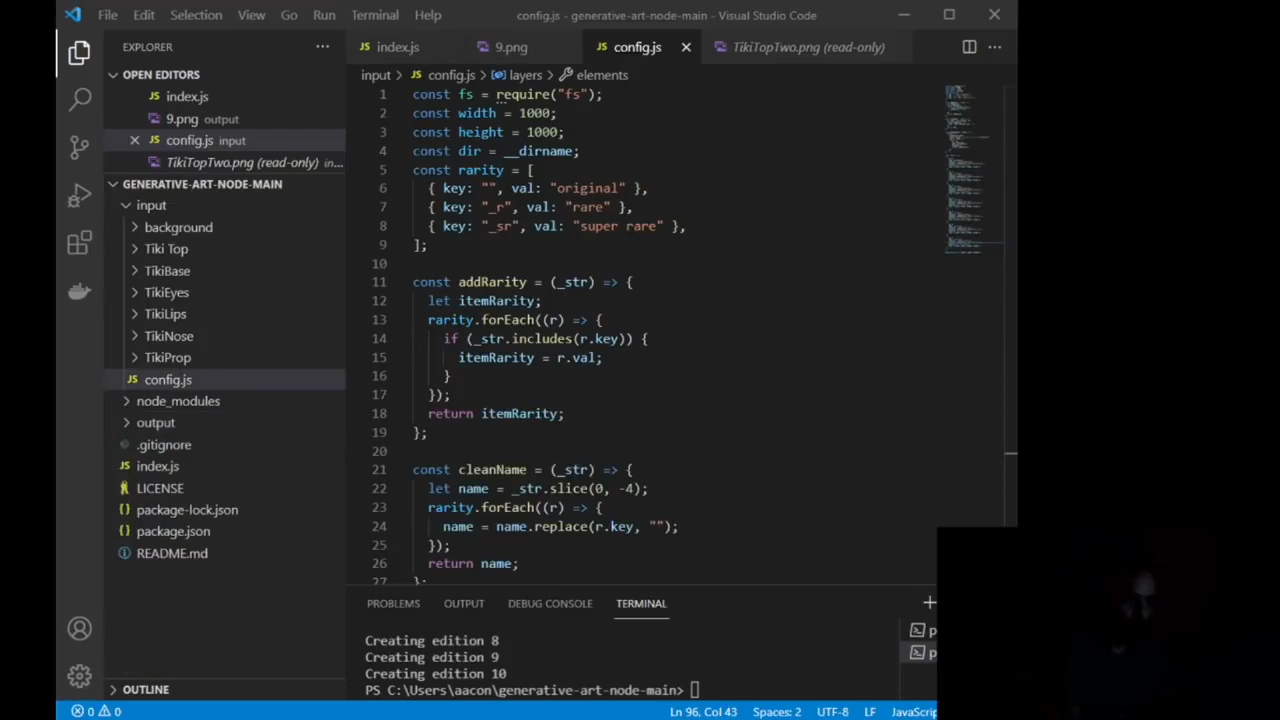 File Edit Selection View Go Run Terminal Help config.js - generative-art-node-main - Visual Studio Code
EXPLORER
OPEN EDITORS
index.js
9.png output
config.js input
TikiTopTwo.png (read-only) in...
GENERATIVE-ART-NODE-MAIN
input
background
Tiki Top
TikiBase
TikiEyes
TikiLips
TikiNose
TikiProp
config.js
node_modules
output
.gitignore
index.js
LICENSE
package-lock.json
package.json
README.md
OUTLINE
index.js 9.png config.js TikiTopTwo.png (read-only)
input > config.js > layers > elements
1 const fs = require("fs");
2 const width = 1000;
3 const height = 1000;
4 const dir = __dirname;
5 const rarity = [
6 { key: "", val: "original" },
7 { key: "_r", val: "rare" },
8 { key: "_sr", val: "super rare" },
9 ];
10
11 const addRarity = (_str) => {
12 let itemRarity;
13 rarity.forEach((r) => {
14 if (_str.includes(r.key)) {
15 itemRarity = r.val;
16 }
17 });
18 return itemRarity;
19 };
20
21 const cleanName = (_str) => {
22 let name = _str.slice(0, -4);
23 rarity.forEach((r) => {
24 name = name.replace(r.key, "");
25 });
26 return name;
27 };
PROBLEMS OUTPUT DEBUG CONSOLE TERMINAL
Creating edition 8
Creating edition 9
Creating edition 10
PS C:\Users\aacon\generative-art-node-main>
p
p
0 0 Ln 96, Col 43 Spaces: 2 UTF-8 LF JavaScrip